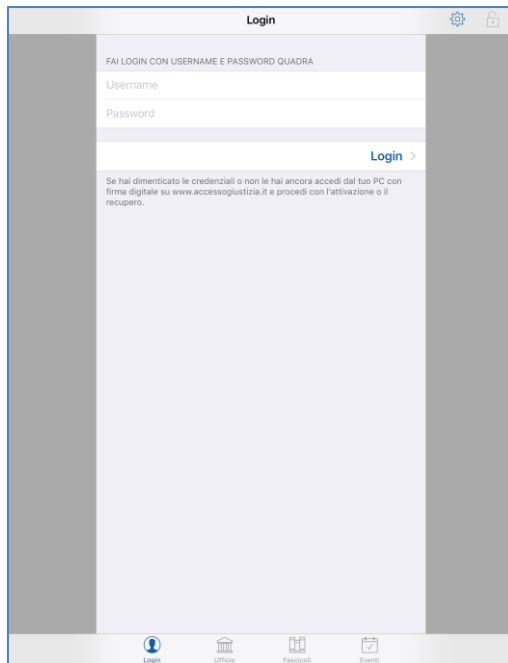 Login
FAI LOGIN CON USERNAME E PASSWORD QUADRA
Username
Password
Login
Se hai dimenticato le credenziali o non le hai ancora accedi dal tuo PC con
firma digitale su www.accessogiustizia.it e procedi con l'attivazione o il
recupero.
Login Ufficio Fascicoli Eventi